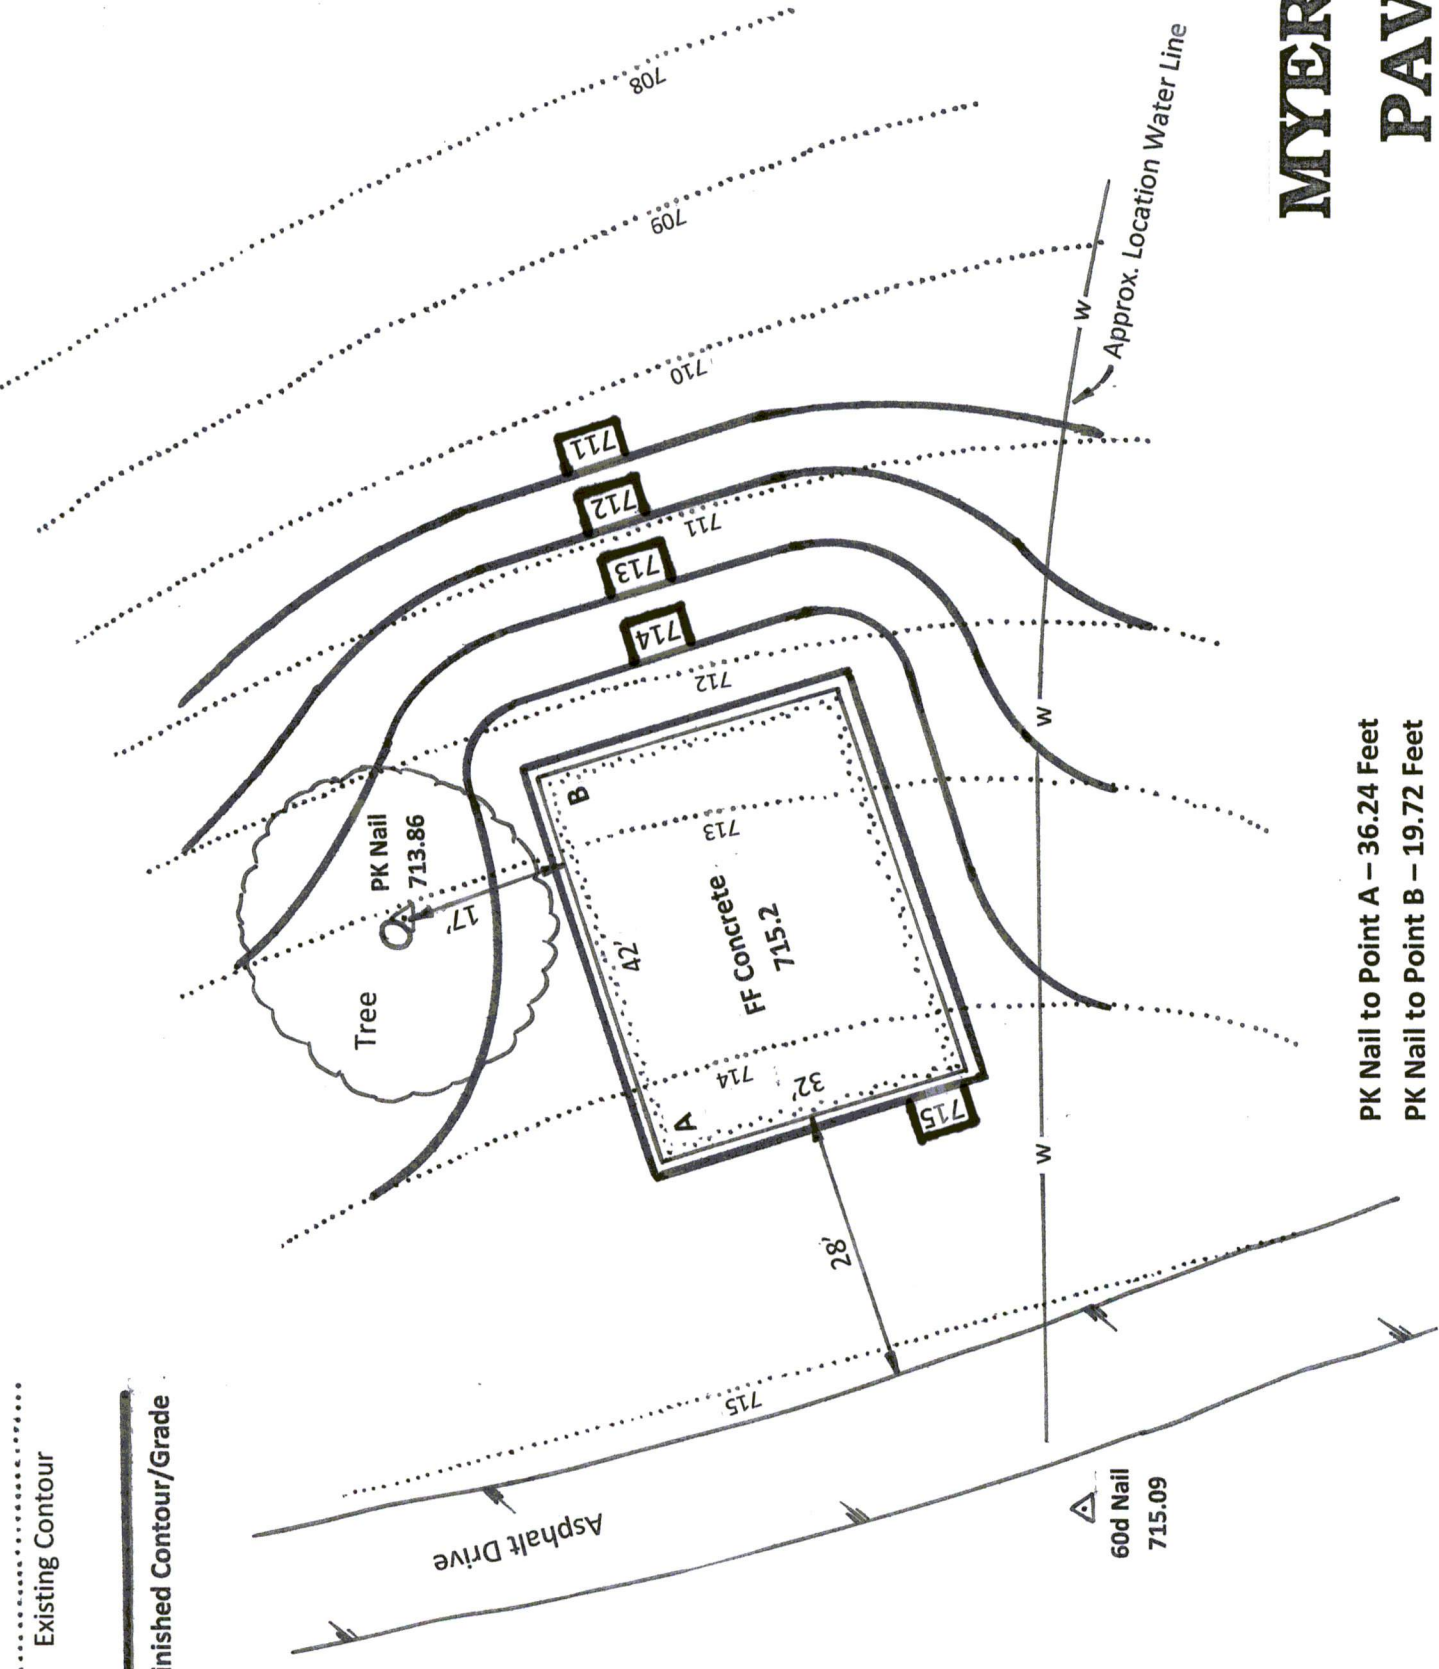 Existing Contour
inished Contour/Grade
MYER
PAV
708
709
710
711
712
713
714
711
712
713
714
715
715
Approx. Location Water Line
W
W
W
PK Nail
713.86
17'
Tree
B
42'
FF Concrete
715.2
A
32'
28'
Asphalt Drive
60d Nail
715.09
PK Nail to Point A – 36.24 Feet
PK Nail to Point B – 19.72 Feet